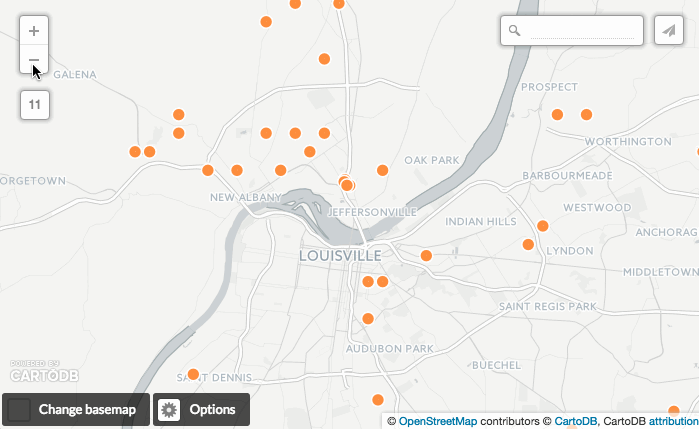 +
−
11
GALENA
PROSPECT
WORTHINGTON
OAK PARK
BARBOURMEADE
ORGETOWN
NEW ALBANY
JEFFERSONVILLE
WESTWOOD
INDIAN HILLS
ANCHORAG
LYNDON
LOUISVILLE
MIDDLETOWN
SAINT REGIS PARK
AUDUBON PARK
BUECHEL
POWERED BY
CARTODB
SAINT DENNIS
Change basemap
Options
© OpenStreetMap contributors © CartoDB, CartoDB attribution